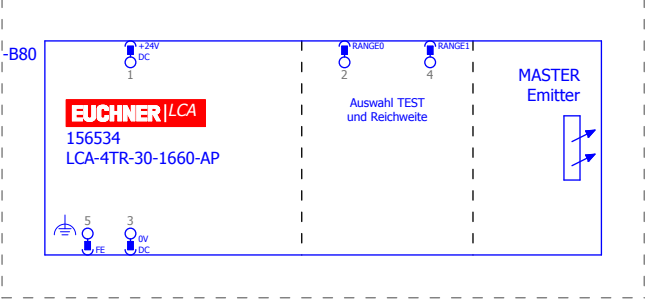 -B80
+24V
DC
1
RANGE0
2
RANGE1
4
MASTER
Emitter
EUCHNER LCA
Auswahl TEST
und Reichweite
156534
LCA-4TR-30-1660-AP
5
FE
3
0V
DC